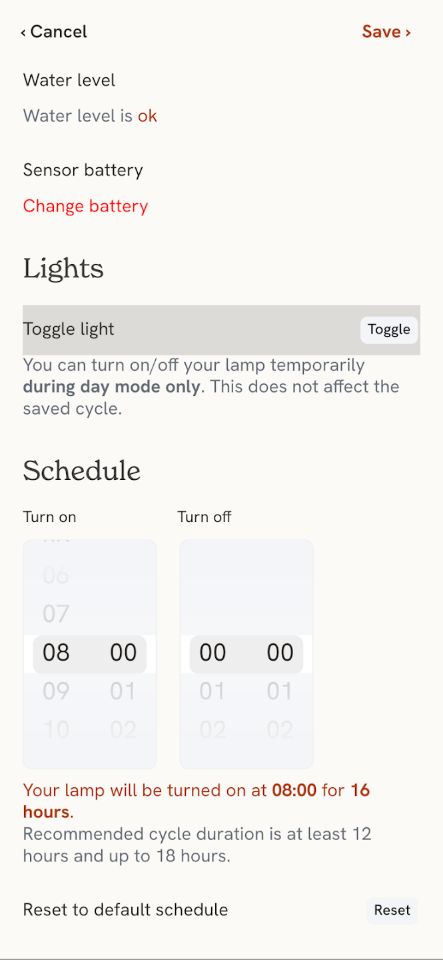 ‹ Cancel
Save ›
Water level
Water level is ok
Sensor battery
Change battery
Lights
Toggle light
Toggle
You can turn on/off your lamp temporarily
during day mode only. This does not affect the
saved cycle.
Schedule
Turn on
Turn off
06
07
08 00
09 01
10 02
00 00
01 01
02 02
Your lamp will be turned on at 08:00 for 16
hours.
Recommended cycle duration is at least 12
hours and up to 18 hours.
Reset to default schedule
Reset